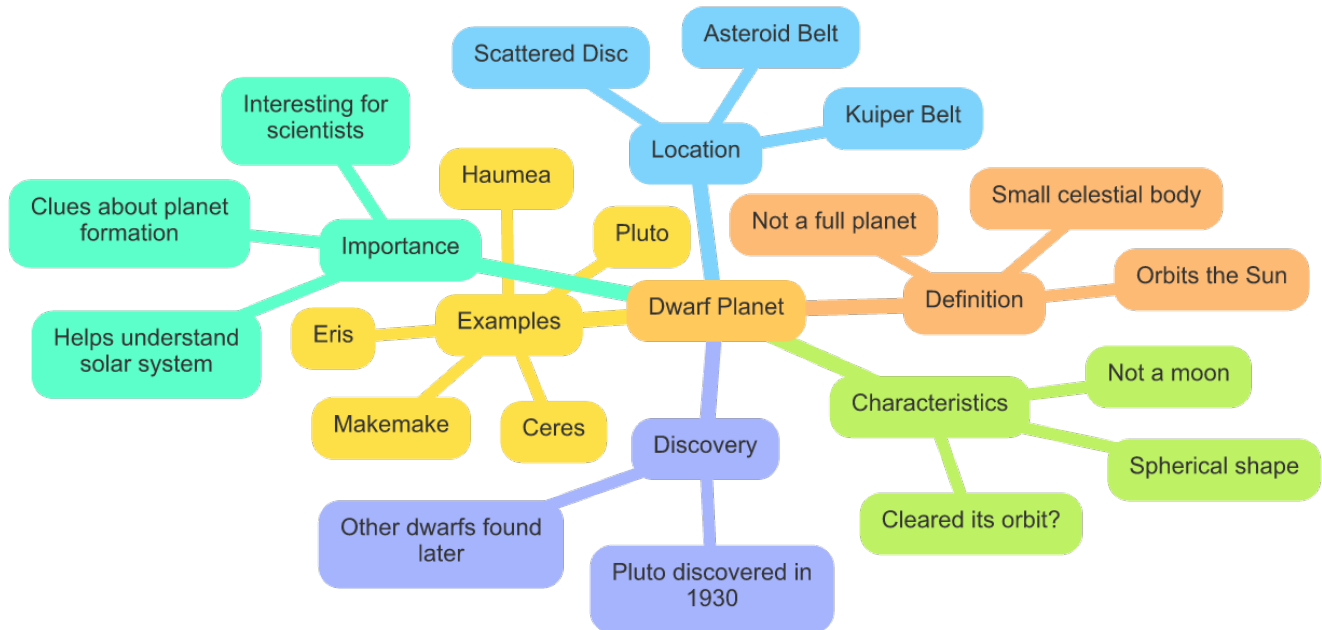 Asteroid Belt
Scattered Disc
Kuiper Belt
Location
Interesting for
scientists
Clues about planet
formation
Importance
Helps understand
solar system
Haumea
Pluto
Examples
Eris
Makemake
Ceres
Dwarf Planet
Not a full planet
Small celestial body
Orbits the Sun
Definition
Not a moon
Characteristics
Spherical shape
Cleared its orbit?
Discovery
Other dwarfs found
later
Pluto discovered in
1930